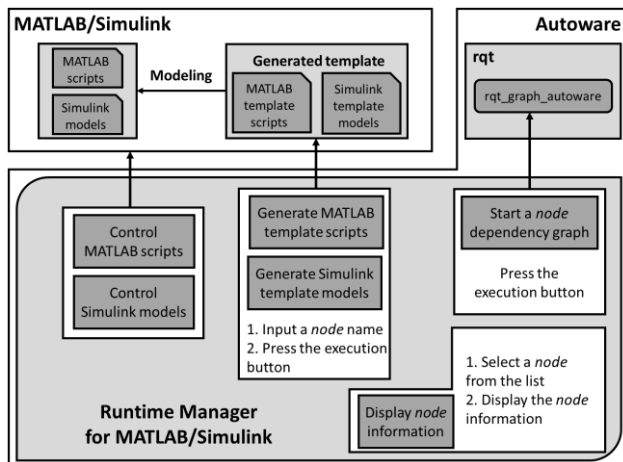 MATLAB/Simulink
Autoware
MATLAB
scripts
Simulink
models
Modeling
Generated template
MATLAB
template
scripts
Simulink
template
models
rqt
rqt_graph_autoware
Control
MATLAB scripts
Control
Simulink models
Generate MATLAB
template scripts
Generate Simulink
template models
1. Input a node name
2. Press the execution
button
Start a node
dependency graph
Press the
execution button
1. Select a node
from the list
2. Display the node
information
Display node
information
Runtime Manager
for MATLAB/Simulink